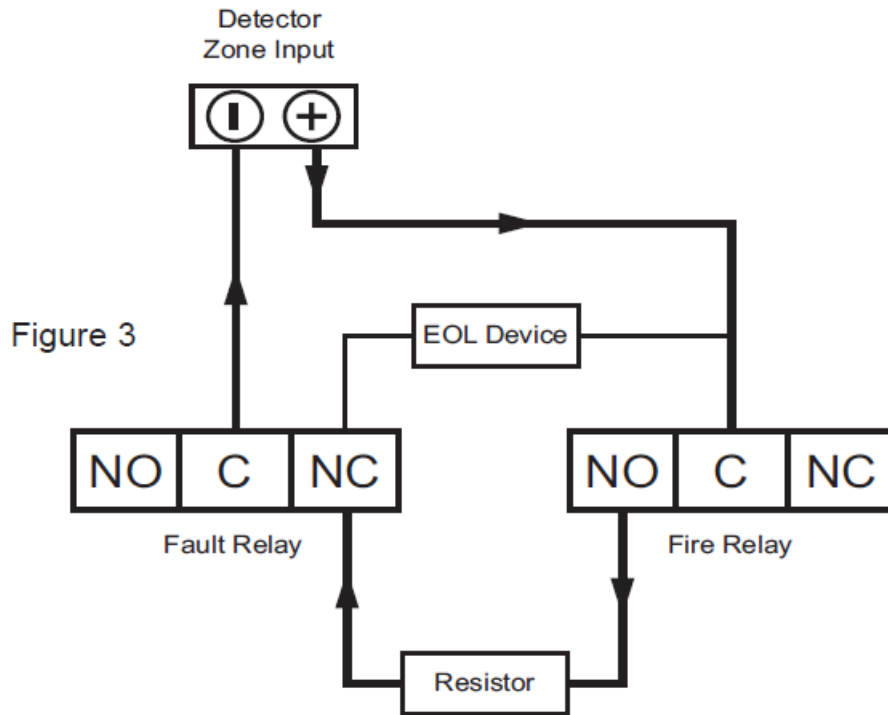 Detector
Zone Input
- +
Figure 3
EOL Device
NO C NC
Fault Relay
NO C NC
Fire Relay
Resistor